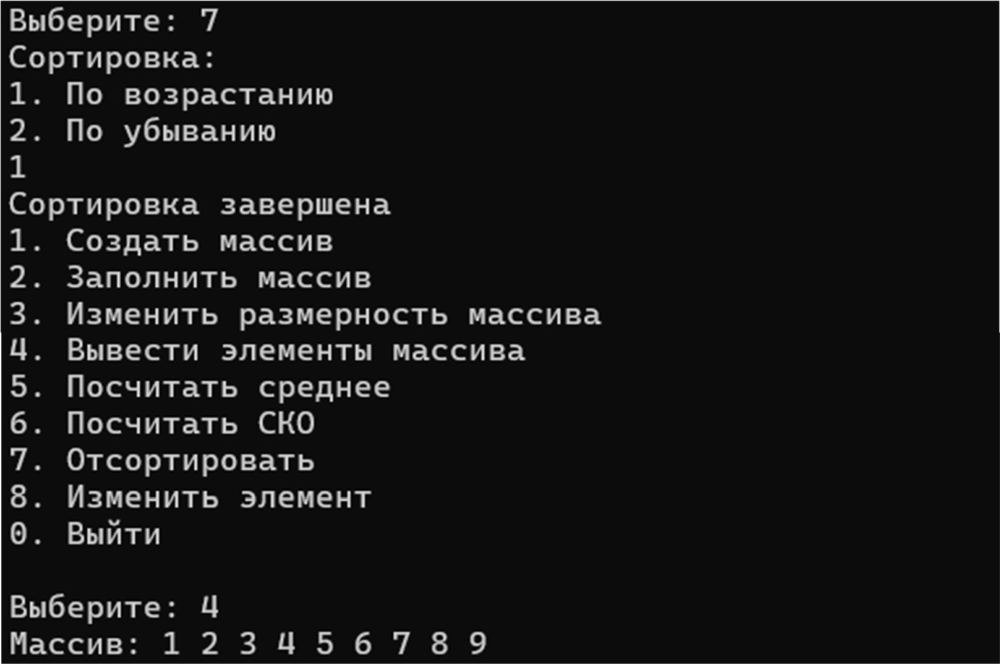 Выберите: 7
Сортировка:
1. По возрастанию
2. По убыванию
1
Сортировка завершена
1. Создать массив
2. Заполнить массив
3. Изменить размерность массива
4. Вывести элементы массива
5. Посчитать среднее
6. Посчитать СКО
7. Отсортировать
8. Изменить элемент
0. Выйти
Выберите: 4
Массив: 1 2 3 4 5 6 7 8 9